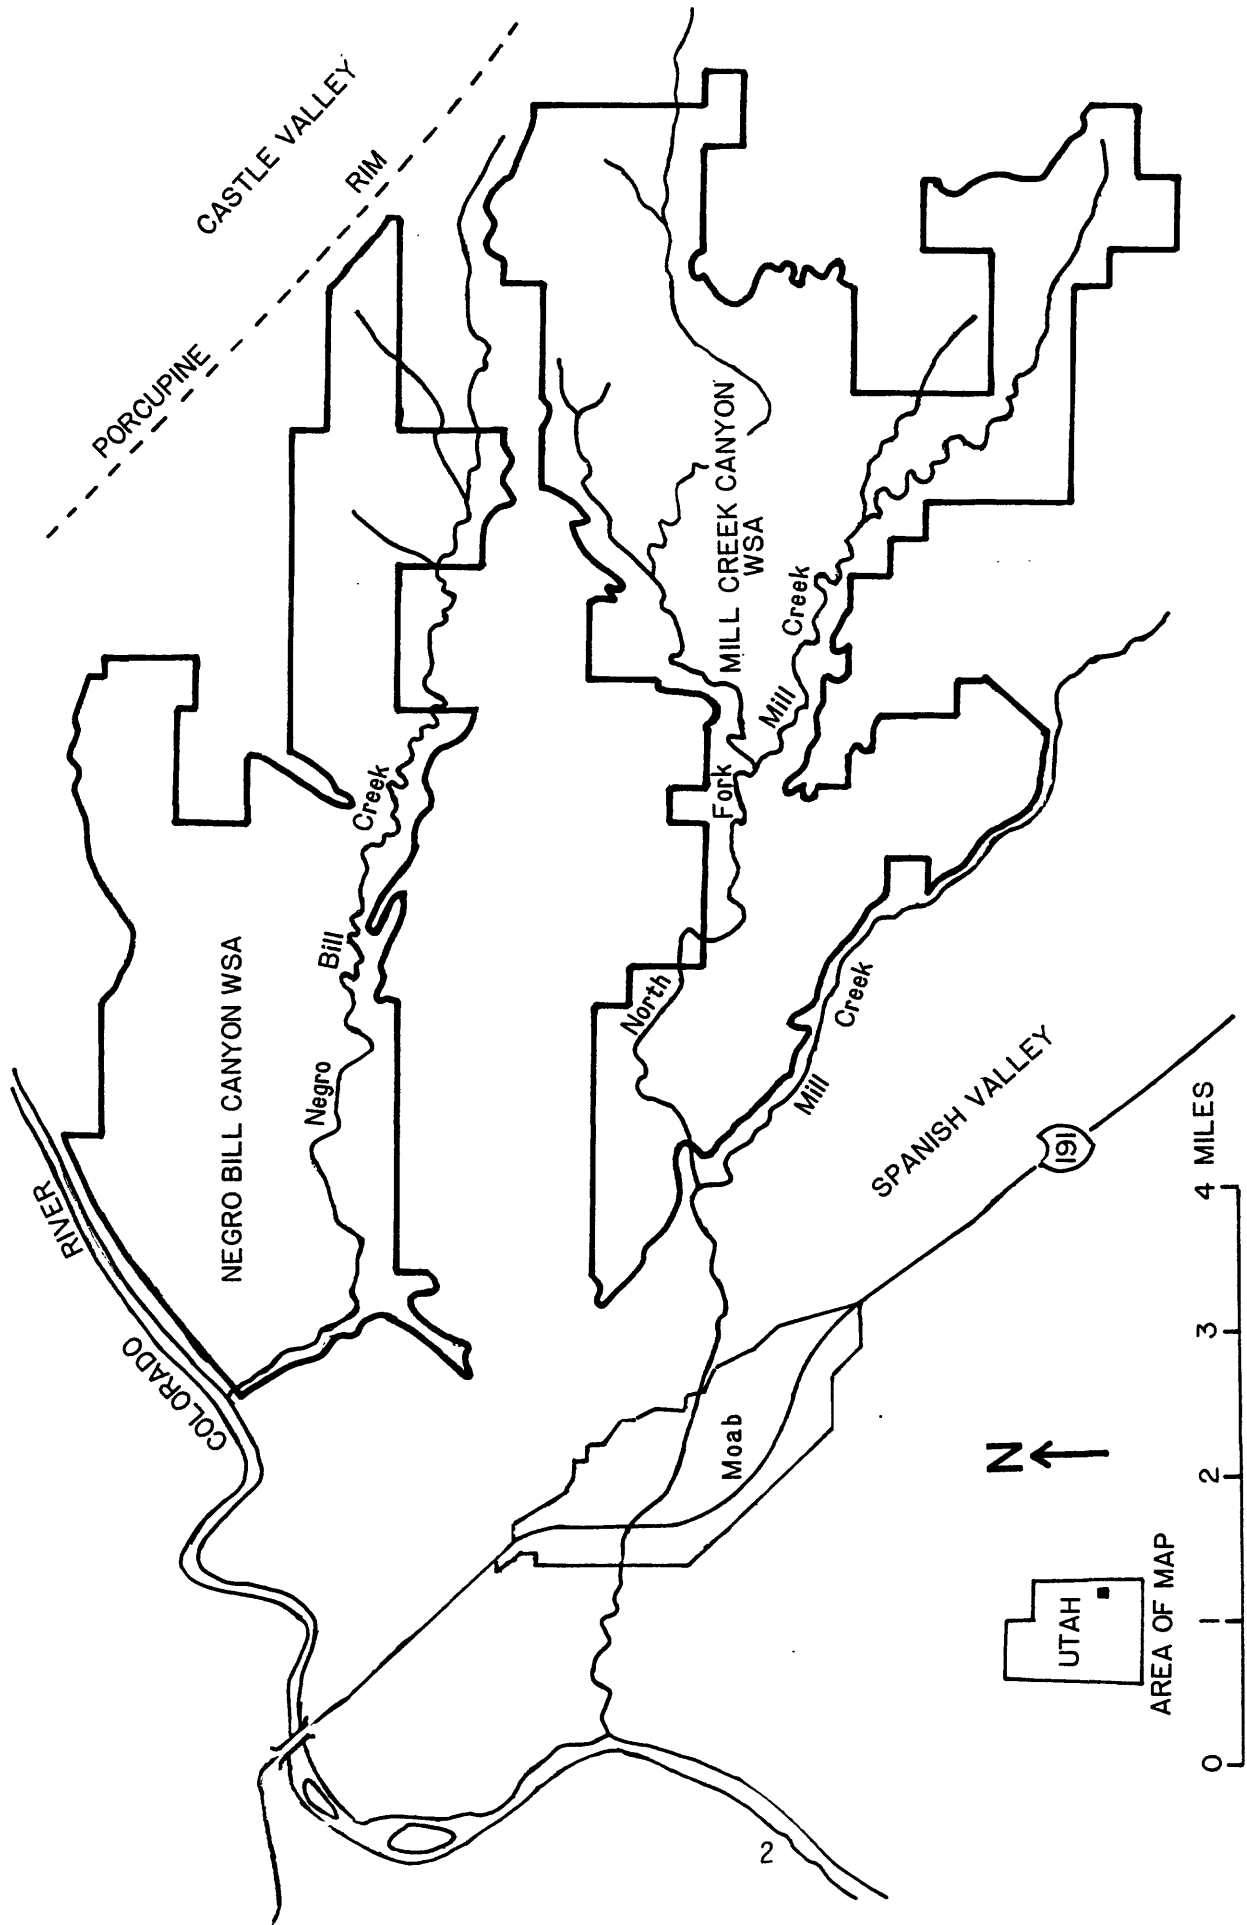 CASTLE VALLEY
PORCUPINE RIM
COLORADO RIVER
NEGRO BILL CANYON WSA
Negro Bill Creek
MILL CREEK CANYON
WSA
North Fork Mill Creek
Mill Creek
SPANISH VALLEY
191
Moab
N
UTAH
AREA OF MAP
0 1 2 3 4 MILES
2